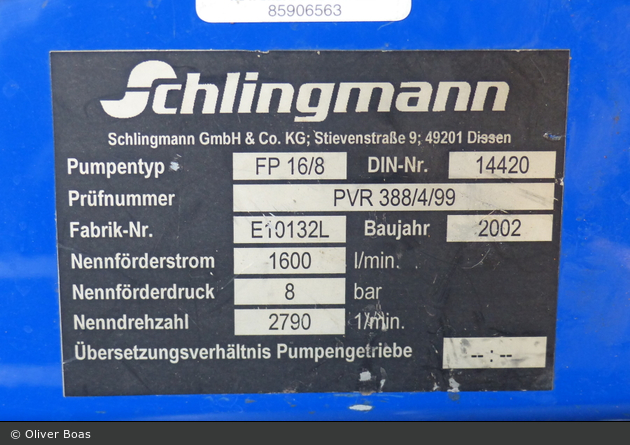 85906563
Schlingmann
Schlingmann GmbH & Co. KG; Stievenstraße 9; 49201 Dissen
Pumpentyp FP 16/8 DIN-Nr. 14420
Prüfnummer PVR 388/4/99
Fabrik-Nr. E10132L Baujahr 2002
Nennförderstrom 1600 l/min.
Nennförderdruck 8 bar
Nenndrehzahl 2790 1/min.
Übersetzungsverhältnis Pumpengetriebe --:--
© Oliver Boas